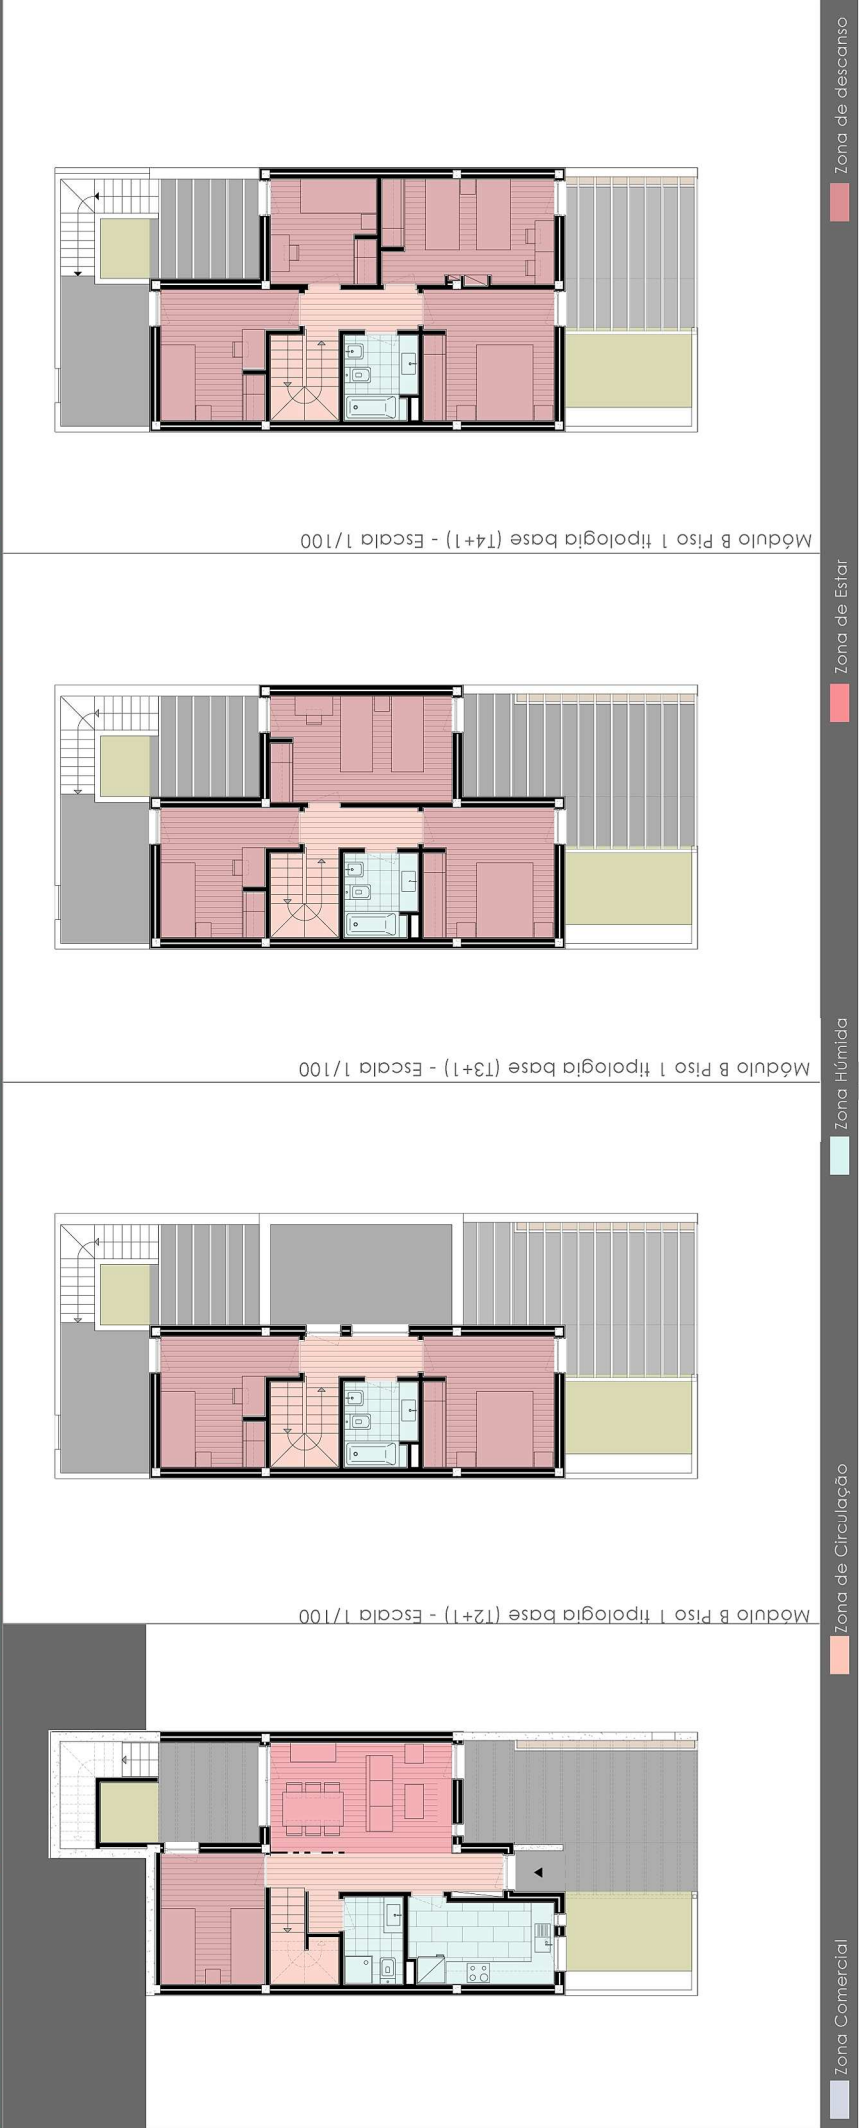 Módulo B Piso 1 tipologia base (T4+1) - Escala 1/100
Módulo B Piso 1 tipologia base (T3+1) - Escala 1/100
Módulo B Piso 1 tipologia base (T2+1) - Escala 1/100
Zona Comercial
Zona de Circulação
Zona Húmida
Zona de Estar
Zona de descanso